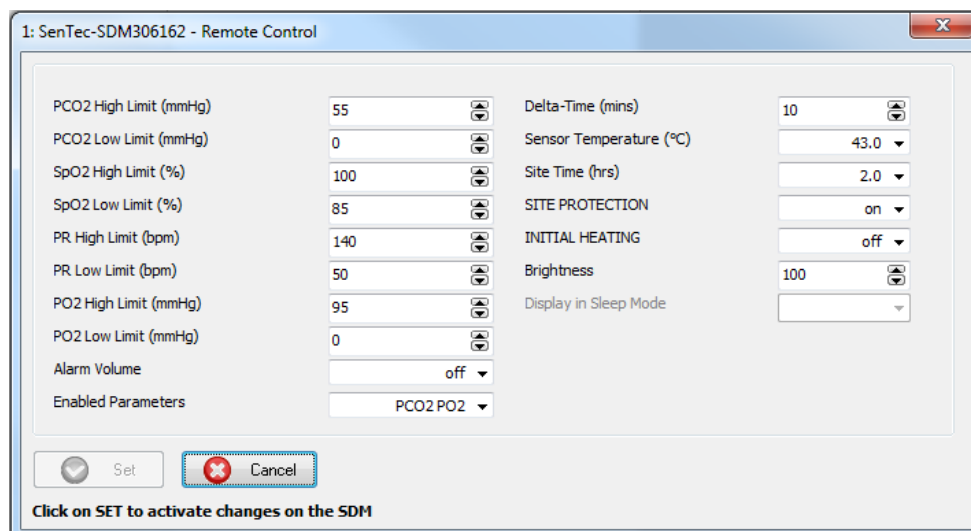 1: SenTec-SDM306162 - Remote Control
PCO2 High Limit (mmHg) 55
PCO2 Low Limit (mmHg) 0
SpO2 High Limit (%) 100
SpO2 Low Limit (%) 85
PR High Limit (bpm) 140
PR Low Limit (bpm) 50
PO2 High Limit (mmHg) 95
PO2 Low Limit (mmHg) 0
Alarm Volume off
Enabled Parameters PCO2 PO2
Delta-Time (mins) 10
Sensor Temperature (°C) 43.0
Site Time (hrs) 2.0
SITE PROTECTION on
INITIAL HEATING off
Brightness 100
Display in Sleep Mode
Set Cancel
Click on SET to activate changes on the SDM